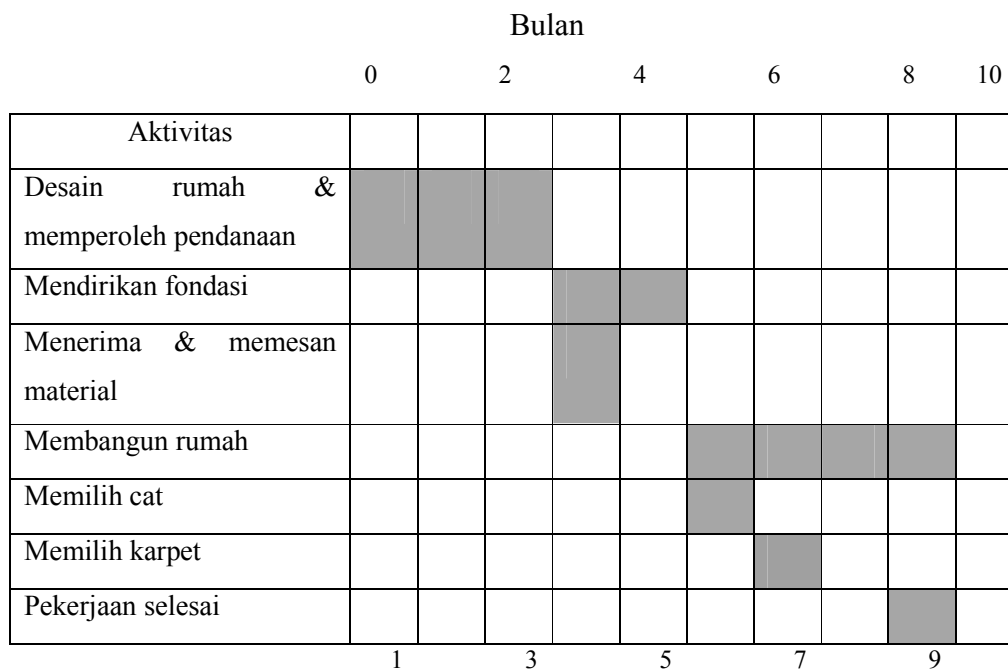 Bulan
0 2 4 6 8 10
Aktivitas
Desain rumah &
memperoleh pendanaan
Mendirikan fondasi
Menerima & memesan
material
Membangun rumah
Memilih cat
Memilih karpet
Pekerjaan selesai
1 3 5 7 9